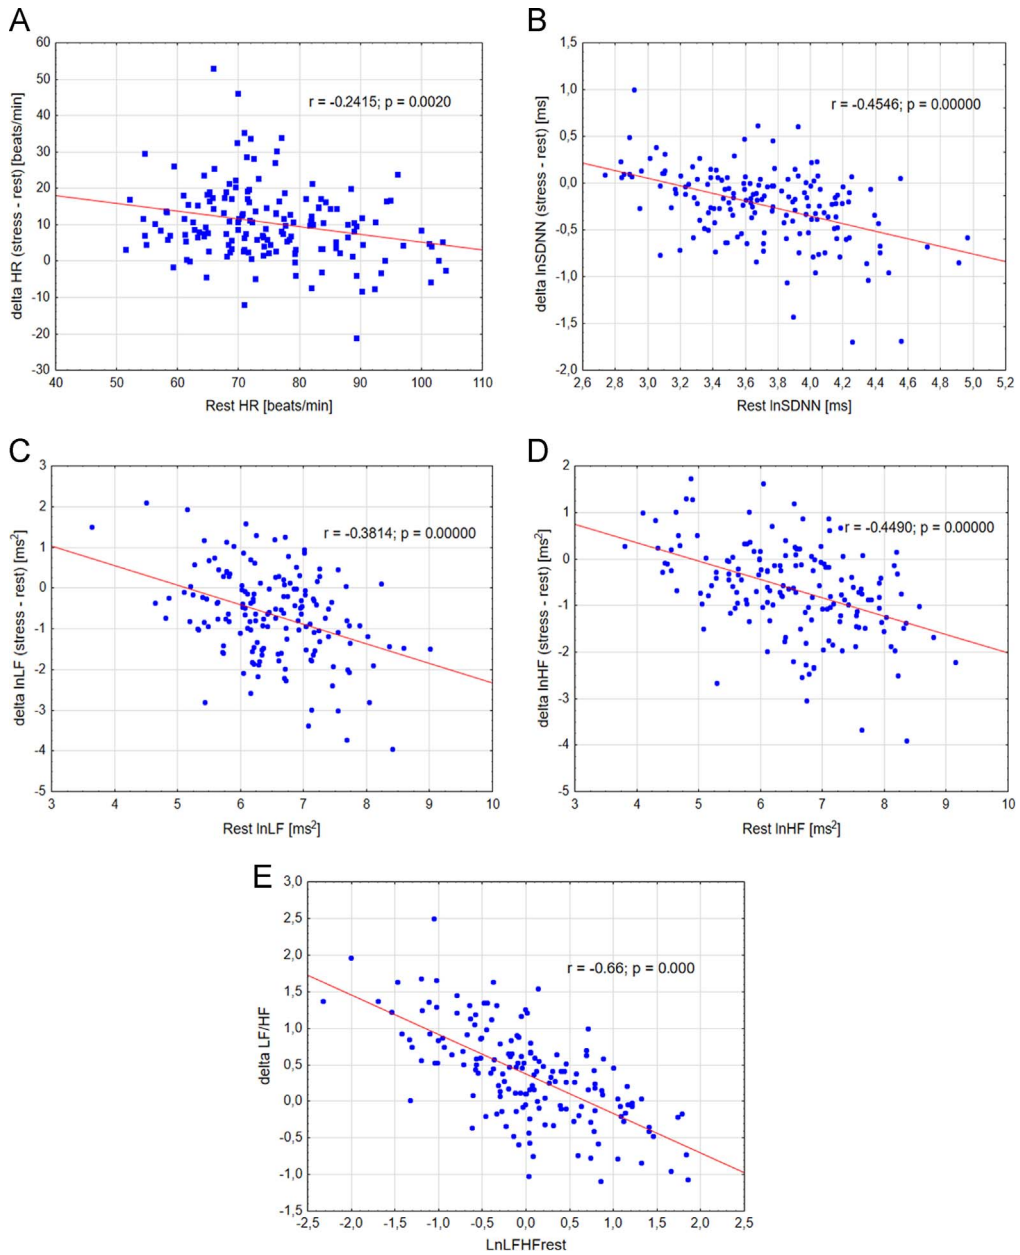 A
60
50
40
30
20
10
0
-10
-20
-30
delta HR (stress - rest) [beats/min]
r = -0.2415; p = 0.0020
40 50 60 70 80 90 100 110
Rest HR [beats/min]
B
1,5
1,0
0,5
0,0
-0,5
-1,0
-1,5
-2,0
delta lnSDNN (stress - rest) [ms]
r = -0.4546; p = 0.00000
2,6 2,8 3,0 3,2 3,4 3,6 3,8 4,0 4,2 4,4 4,6 4,8 5,0 5,2
Rest lnSDNN [ms]
C
3
2
1
0
-1
-2
-3
-4
-5
delta lnLF (stress - rest) [ms²]
r = -0.3814; p = 0.00000
3 4 5 6 7 8 9 10
Rest lnLF [ms²]
D
2
1
0
-1
-2
-3
-4
-5
delta lnHF (stress - rest) [ms²]
r = -0.4490; p = 0.00000
3 4 5 6 7 8 9 10
Rest lnHF [ms²]
E
3,0
2,5
2,0
1,5
1,0
0,5
0,0
-0,5
-1,0
-1,5
delta LF/HF
r = -0.66; p = 0.000
-2,5 -2,0 -1,5 -1,0 -0,5 0,0 0,5 1,0 1,5 2,0 2,5
LnLFHFrest